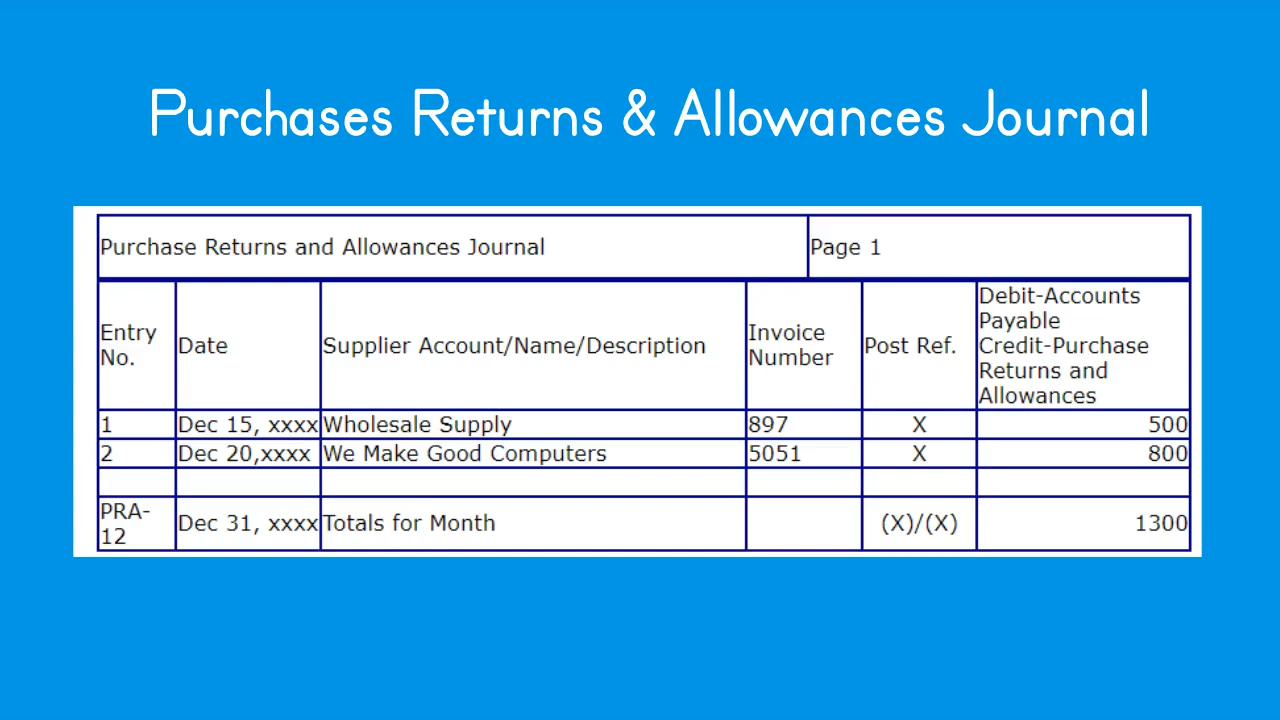 Purchases Returns & Allowances Journal
Purchase Returns and Allowances Journal Page 1
Entry No. Date Supplier Account/Name/Description Invoice Number Post Ref. Debit-Accounts Payable Credit-Purchase Returns and Allowances
1 Dec 15, xxxx Wholesale Supply 897 X 500
2 Dec 20,xxxx We Make Good Computers 5051 X 800
PRA-12 Dec 31, xxxx Totals for Month (X)/(X) 1300